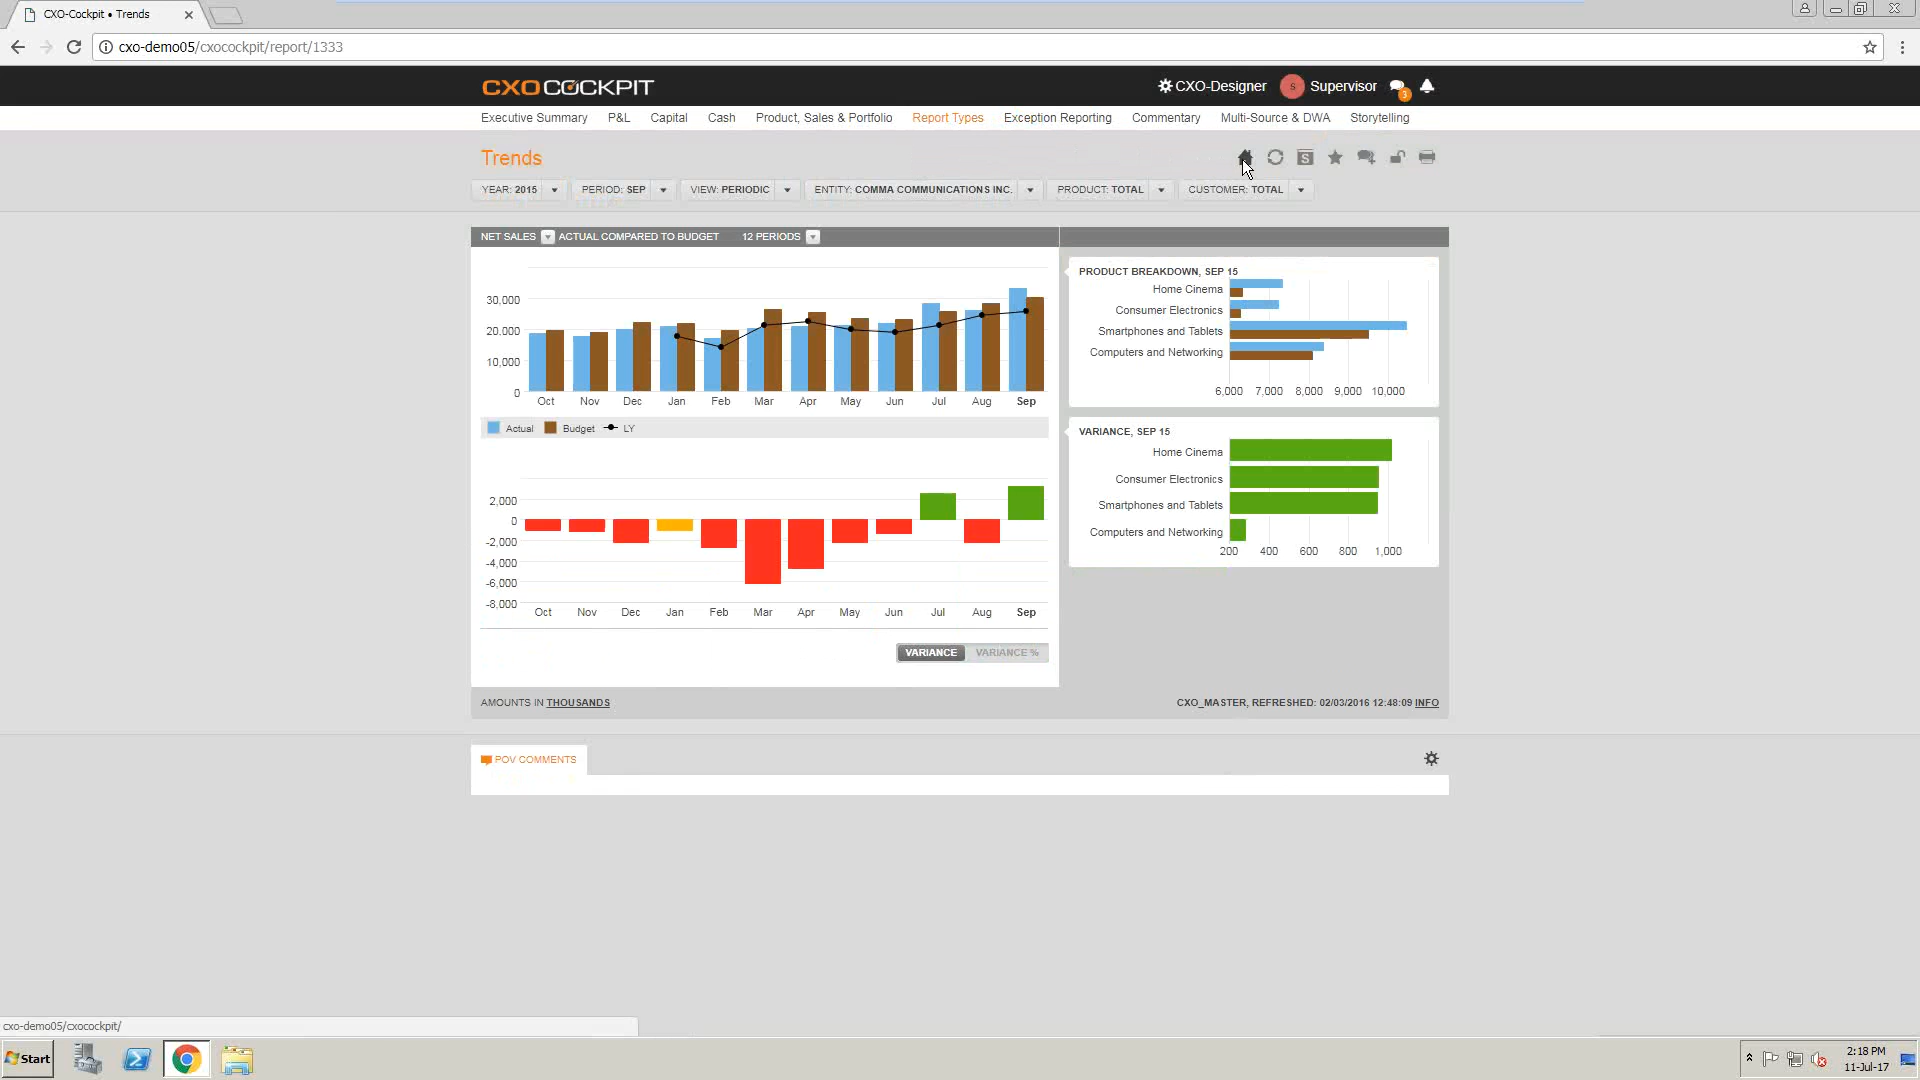 CXO-Cockpit • Trends
cxo-demo05/cxocockpit/report/1333
CXOCOCKPIT
CXO-Designer S Supervisor 3
Executive Summary P&L Capital Cash Product, Sales & Portfolio Report Types Exception Reporting Commentary Multi-Source & DWA Storytelling
Trends
S
YEAR: 2015 PERIOD: SEP VIEW: PERIODIC ENTITY: COMMA COMMUNICATIONS INC. PRODUCT: TOTAL CUSTOMER: TOTAL
NET SALES ACTUAL COMPARED TO BUDGET 12 PERIODS
30,000
20,000
10,000
0
Oct Nov Dec Jan Feb Mar Apr May Jun Jul Aug Sep
Actual Budget LY
2,000
0
-2,000
-4,000
-6,000
-8,000
Oct Nov Dec Jan Feb Mar Apr May Jun Jul Aug Sep
VARIANCE VARIANCE %
PRODUCT BREAKDOWN, SEP 15
Home Cinema
Consumer Electronics
Smartphones and Tablets
Computers and Networking
6,000 7,000 8,000 9,000 10,000
VARIANCE, SEP 15
Home Cinema
Consumer Electronics
Smartphones and Tablets
Computers and Networking
200 400 600 800 1,000
AMOUNTS IN THOUSANDS
CXO_MASTER, REFRESHED: 02/03/2016 12:48:09 INFO
POV COMMENTS
cxo-demo05/cxocockpit/
Start
2:18 PM
11-Jul-17